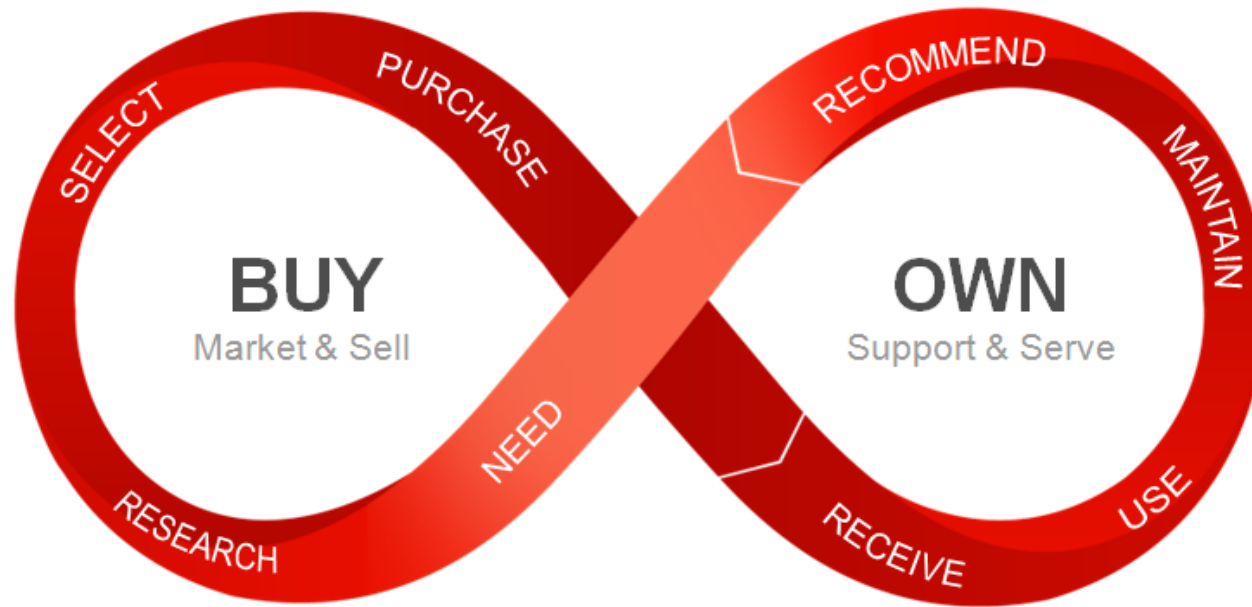 BUY
Market & Sell
NEED
RESEARCH
SELECT
PURCHASE
OWN
Support & Serve
RECEIVE
USE
MAINTAIN
RECOMMEND